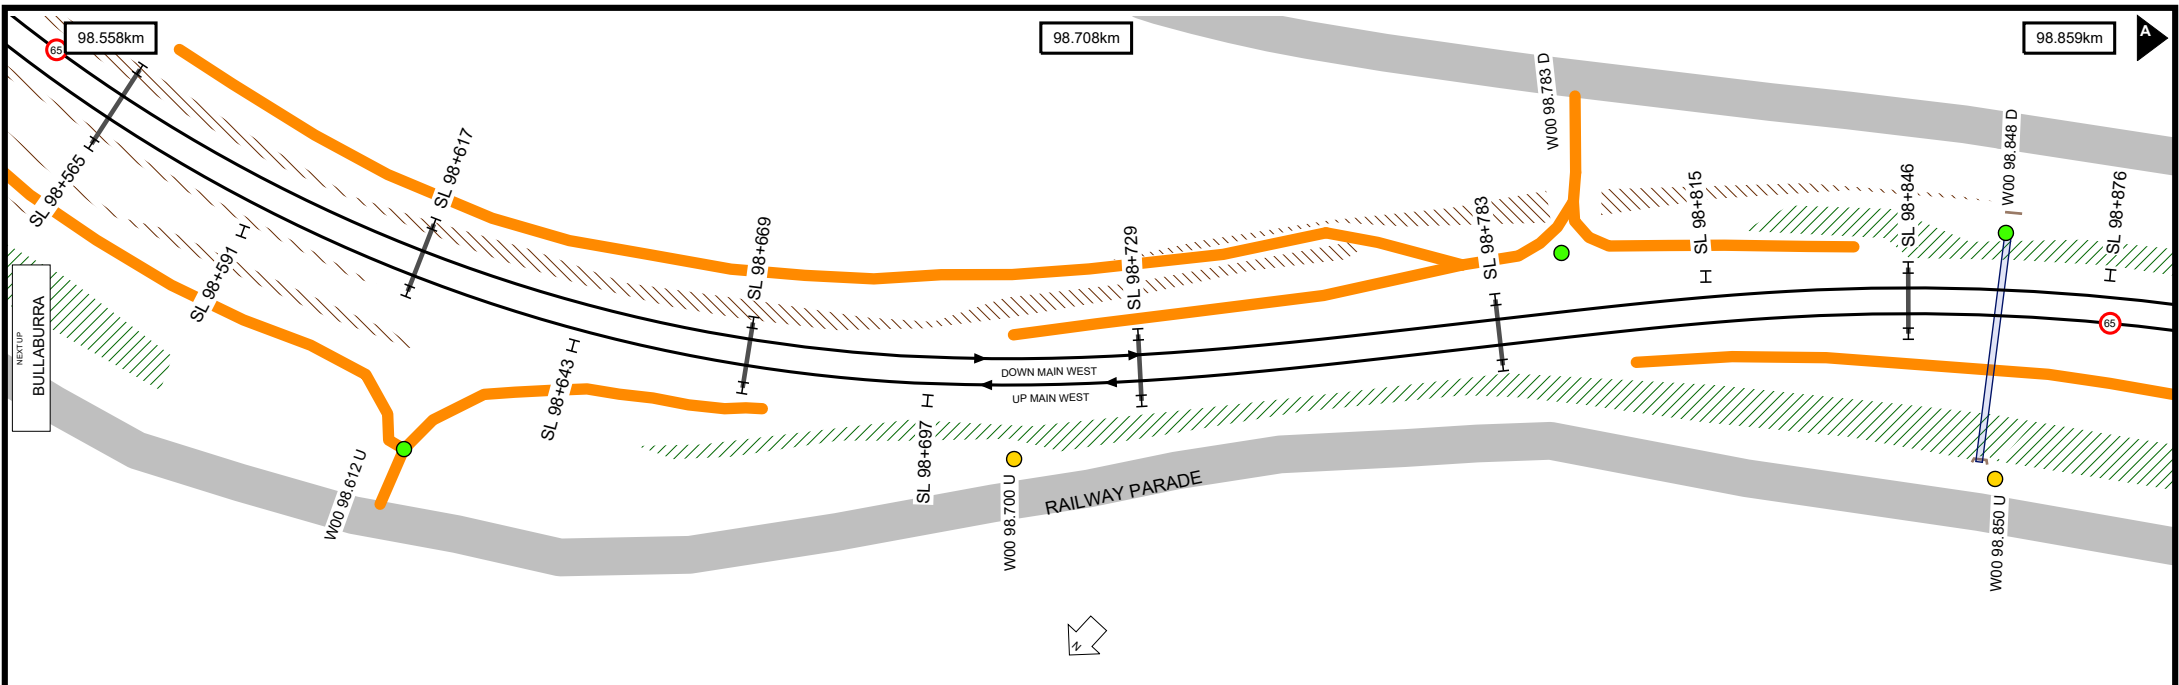 65
98.558km
98.708km
98.859km
A
W00 98.783 D
W00 98.848 D
SL 98+565
SL 98+617
SL 98+591
SL 98+669
SL 98+729
SL 98+783
SL 98+815
SL 98+846
SL 98+876
NEXT UP
BULLABURRA
DOWN MAIN WEST
UP MAIN WEST
65
SL 98+643
SL 98+697
W00 98.612 U
W00 98.700 U
RAILWAY PARADE
W00 98.850 U
N